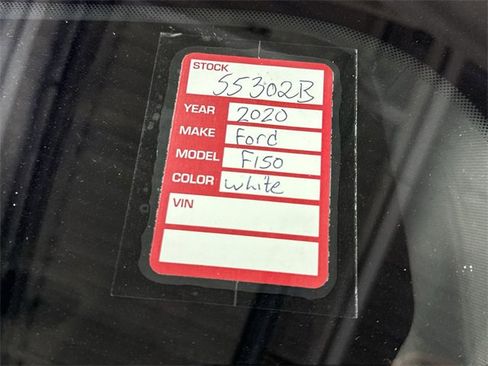 STOCK
55302B
YEAR 2020
MAKE Ford
MODEL F150
COLOR white
VIN